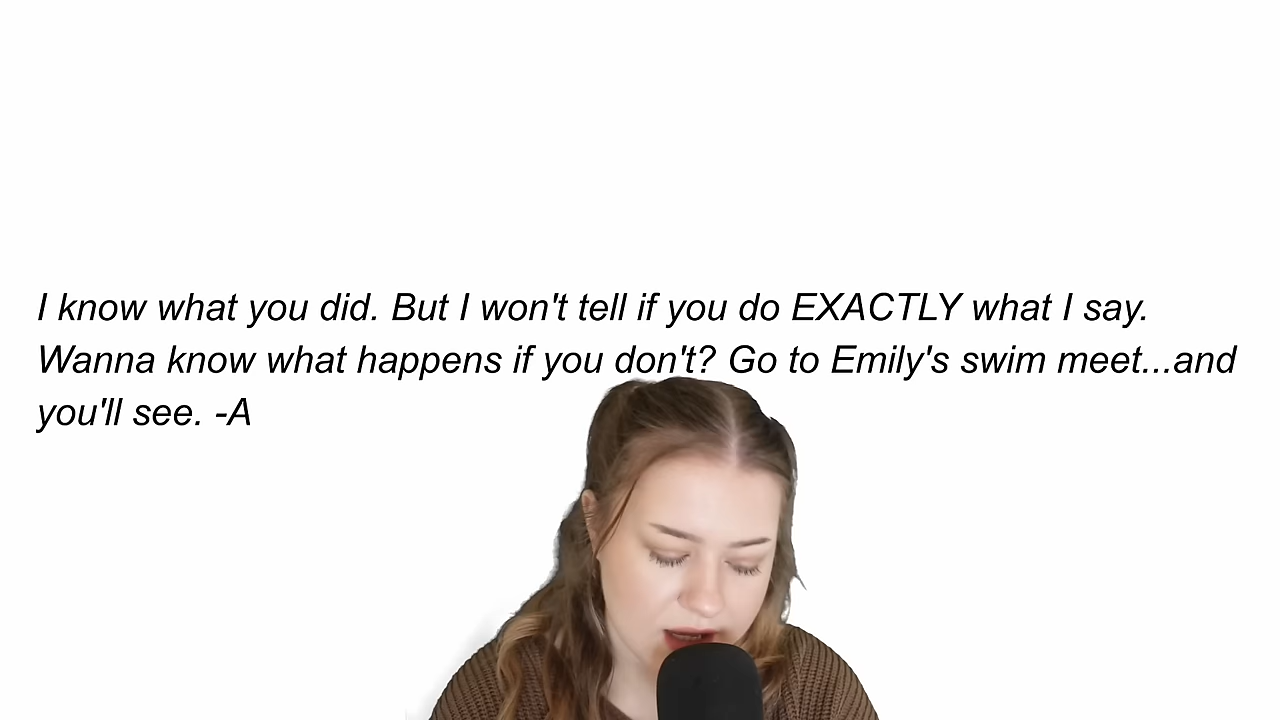 I know what you did. But I won't tell if you do EXACTLY what I say.
Wanna know what happens if you don't? Go to Emily's swim meet...and
you'll see. -A